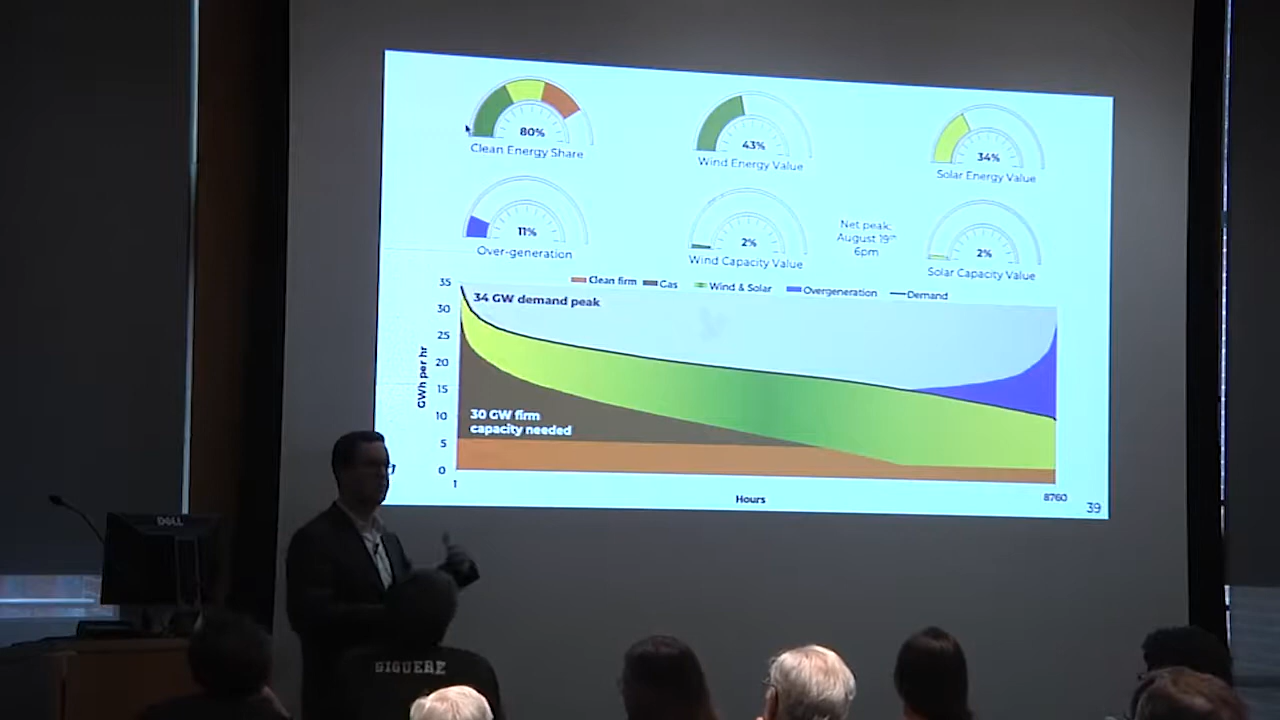 80%
Clean Energy Share
43%
Wind Energy Value
34%
Solar Energy Value
11%
Over-generation
2%
Wind Capacity Value
Net peak:
August 19th
6pm
2%
Solar Capacity Value
Clean firm
Gas
Wind & Solar
Overgeneration
Demand
34 GW demand peak
30 GW firm
capacity needed
GWh per hr
35
30
25
20
15
10
5
0
1
Hours
8760
39
DELL
SIGUERE